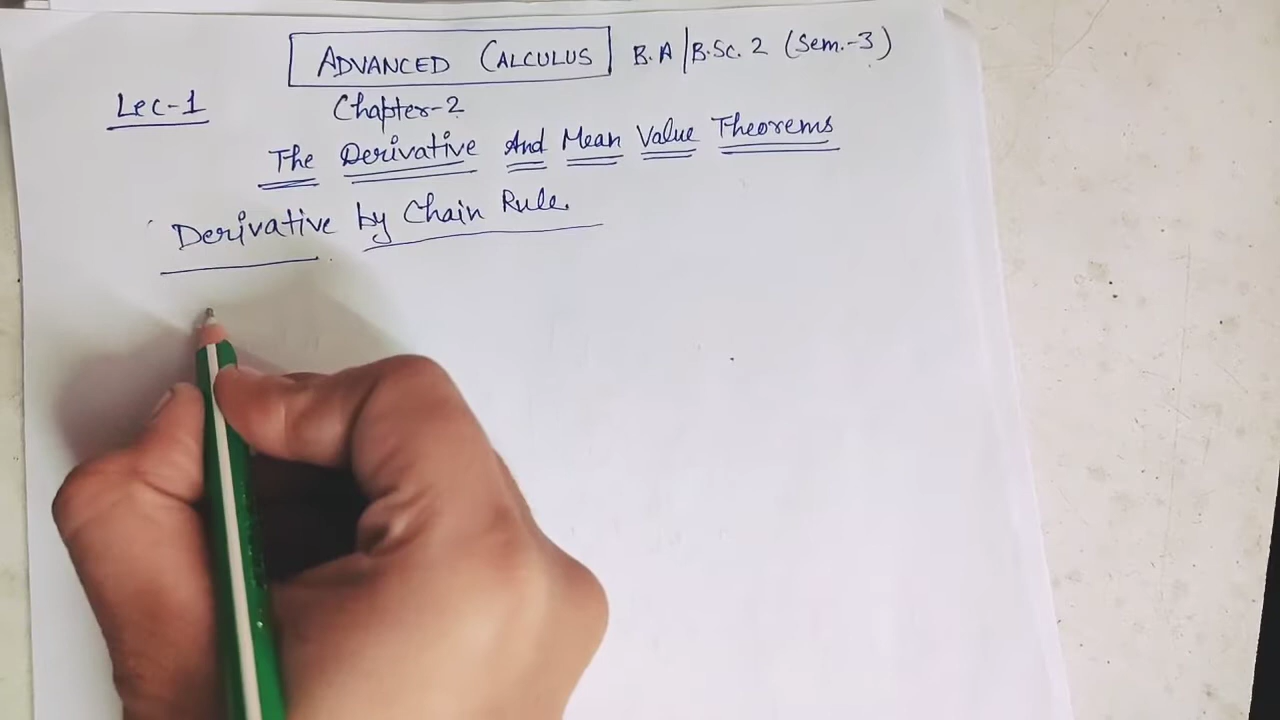 ADVANCED CALCULUS B.A/B.Sc. 2 (Sem.-3)
Lec-1 Chapter-2
The Derivative And Mean Value Theorems
Derivative by Chain Rule.